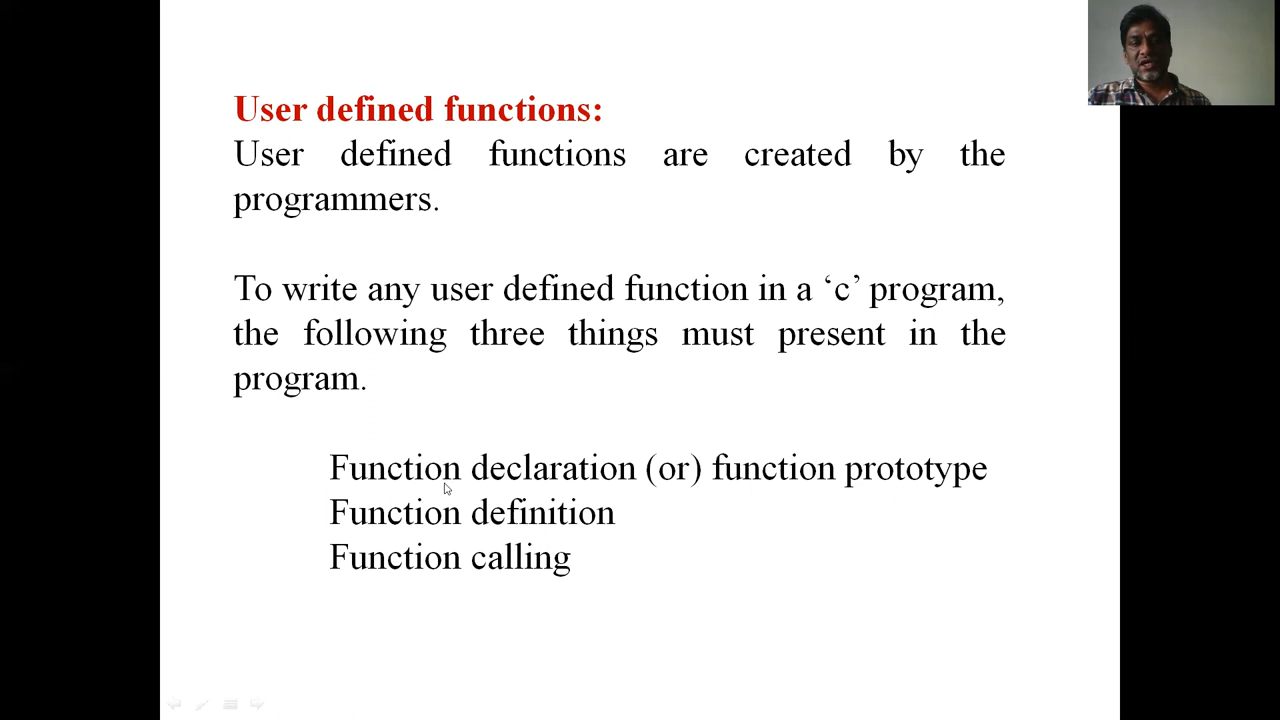 User defined functions:
User defined functions are created by the
programmers.
To write any user defined function in a ‘c’ program,
the following three things must present in the
program.
Function declaration (or) function prototype
Function definition
Function calling